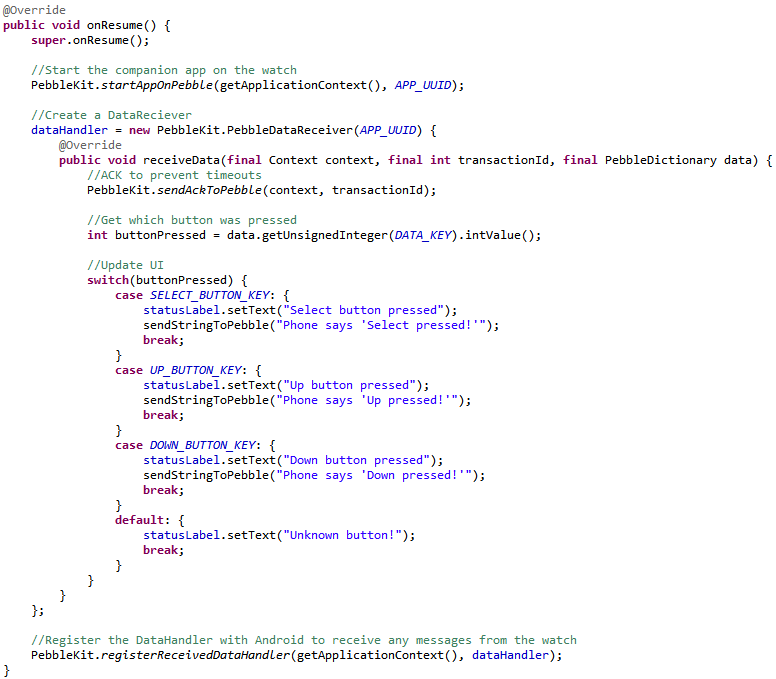 @Override
public void onResume() {
    super.onResume();

    //Start the companion app on the watch
    PebbleKit.startAppOnPebble(getApplicationContext(), APP_UUID);

    //Create a DataReciever
    dataHandler = new PebbleKit.PebbleDataReceiver(APP_UUID) {
        @Override
        public void receiveData(final Context context, final int transactionId, final PebbleDictionary data) {
            //ACK to prevent timeouts
            PebbleKit.sendAckToPebble(context, transactionId);

            //Get which button was pressed
            int buttonPressed = data.getUnsignedInteger(DATA_KEY).intValue();

            //Update UI
            switch(buttonPressed) {
                case SELECT_BUTTON_KEY: {
                    statusLabel.setText("Select button pressed");
                    sendStringToPebble("Phone says 'Select pressed!'");
                    break;
                }
                case UP_BUTTON_KEY: {
                    statusLabel.setText("Up button pressed");
                    sendStringToPebble("Phone says 'Up pressed!'");
                    break;
                }
                case DOWN_BUTTON_KEY: {
                    statusLabel.setText("Down button pressed");
                    sendStringToPebble("Phone says 'Down pressed!'");
                    break;
                }
                default: {
                    statusLabel.setText("Unknown button!");
                    break;
                }
            }
        }
    };

    //Register the DataHandler with Android to receive any messages from the watch
    PebbleKit.registerReceivedDataHandler(getApplicationContext(), dataHandler);
}